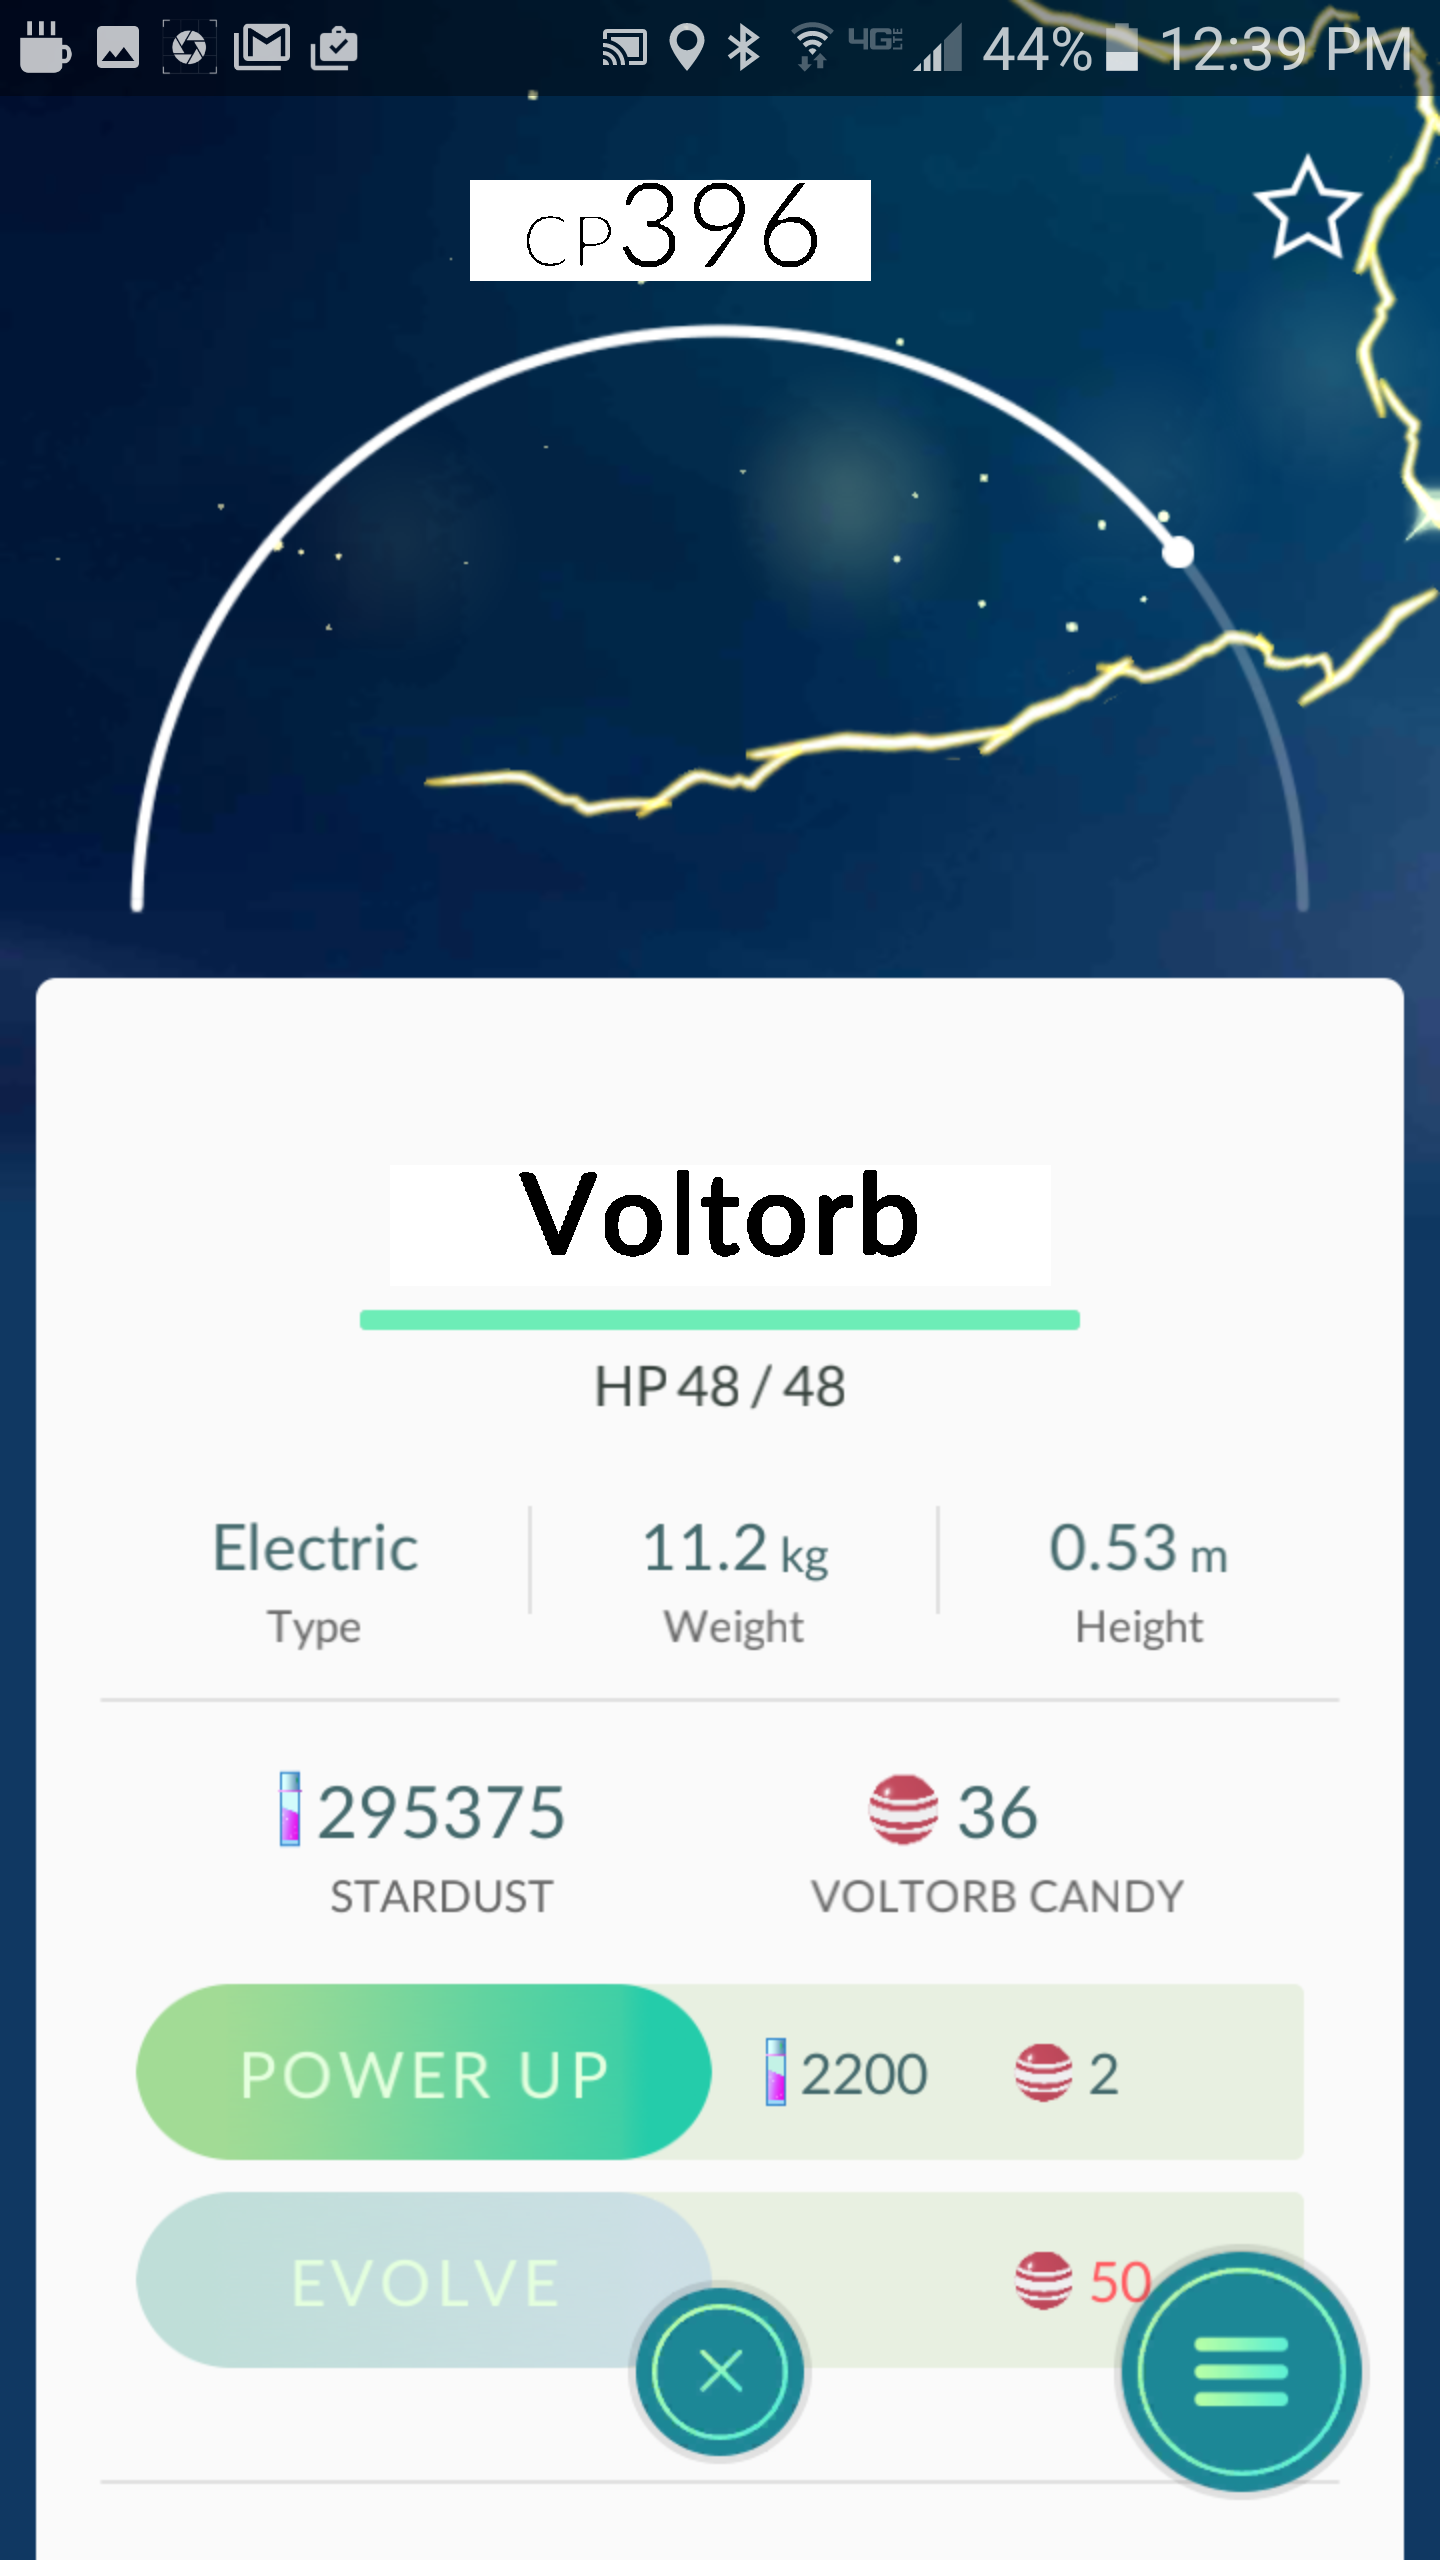 4G LTE 44% 12:39 PM
CP396
Voltorb
HP 48 / 48
Electric 11.2 kg 0.53 m
Type Weight Height
295375 36
STARDUST VOLTORB CANDY
POWER UP 2200 2
EVOLVE 50